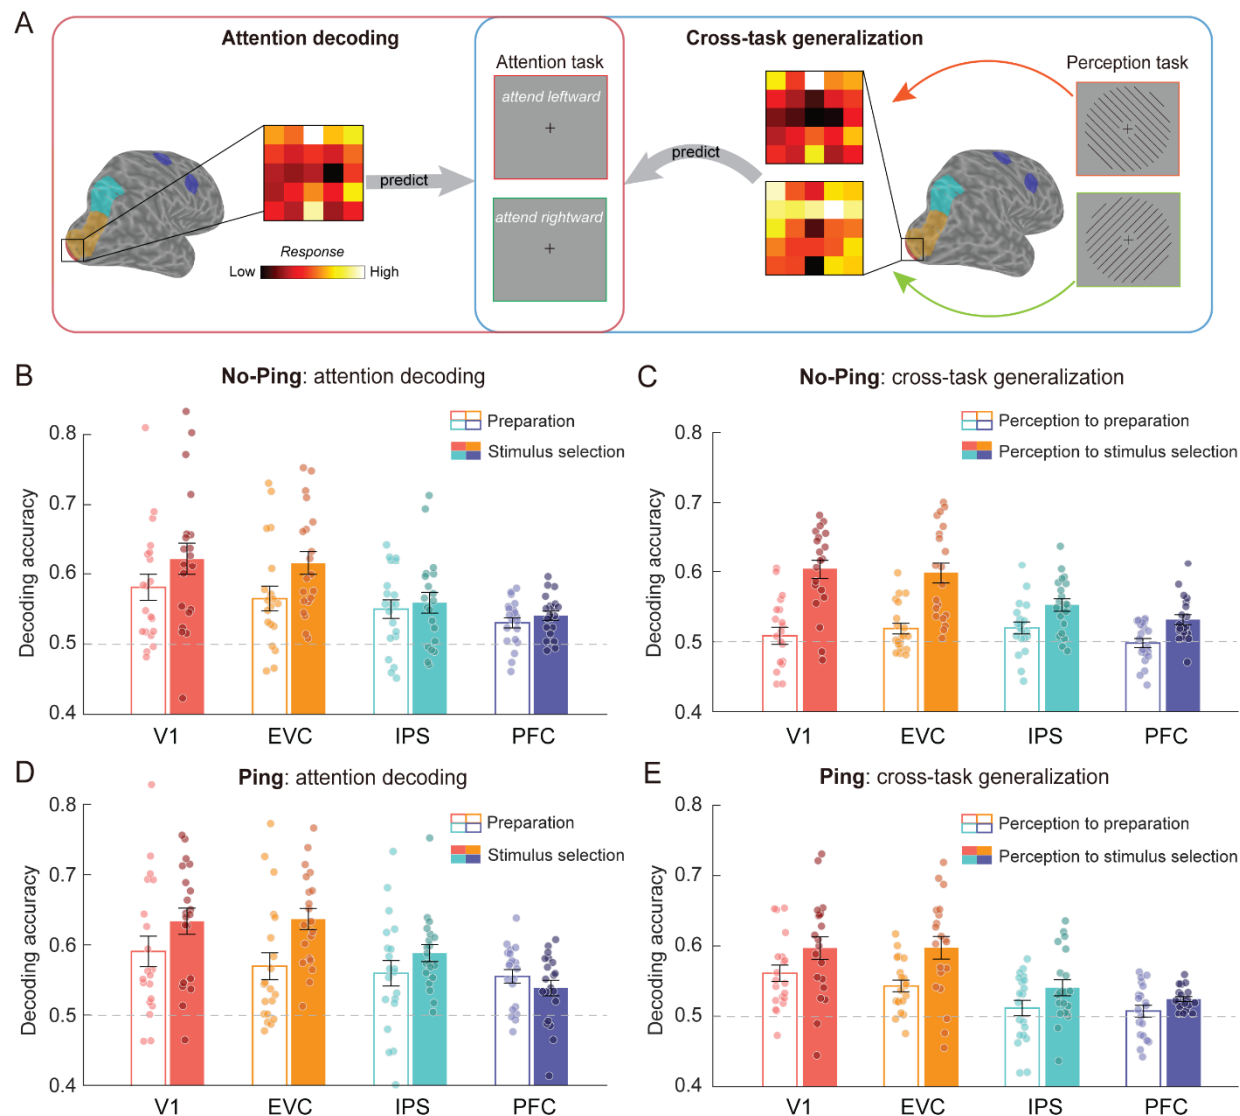 A
Attention decoding
Cross-task generalization
Attention task
Perception task
attend leftward
predict
predict
attend rightward
Response
Low
High
B
No-Ping: attention decoding
Preparation
Stimulus selection
Decoding accuracy
0.8
0.7
0.6
0.5
0.4
V1
EVC
IPS
PFC
C
No-Ping: cross-task generalization
Perception to preparation
Perception to stimulus selection
Decoding accuracy
0.8
0.7
0.6
0.5
0.4
V1
EVC
IPS
PFC
D
Ping: attention decoding
Preparation
Stimulus selection
Decoding accuracy
0.8
0.7
0.6
0.5
0.4
V1
EVC
IPS
PFC
E
Ping: cross-task generalization
Perception to preparation
Perception to stimulus selection
Decoding accuracy
0.8
0.7
0.6
0.5
0.4
V1
EVC
IPS
PFC